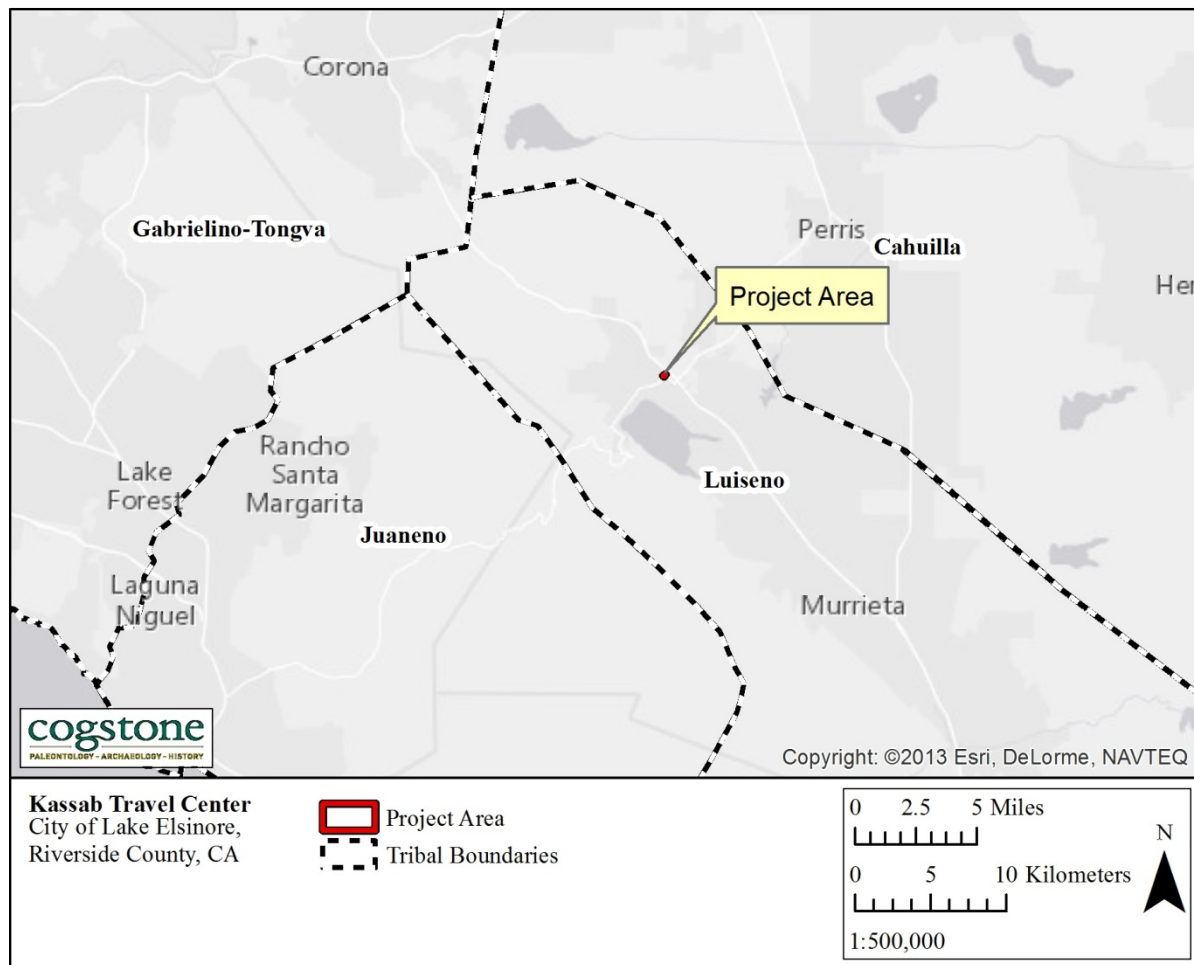 Corona
Gabrielino-Tongva
Perris
Cahuilla
Her
Project Area
Rancho
Santa
Margarita
Lake
Forest
Luiseno
Juaneno
Laguna
Niguel
Murrieta
cogstone
PALEONTOLOGY - ARCHAEOLOGY - HISTORY
Copyright: ©2013 Esri, DeLorme, NAVTEQ
Kassab Travel Center
City of Lake Elsinore,
Riverside County, CA
Project Area
Tribal Boundaries
0 2.5 5 Miles
0 5 10 Kilometers
1:500,000
N